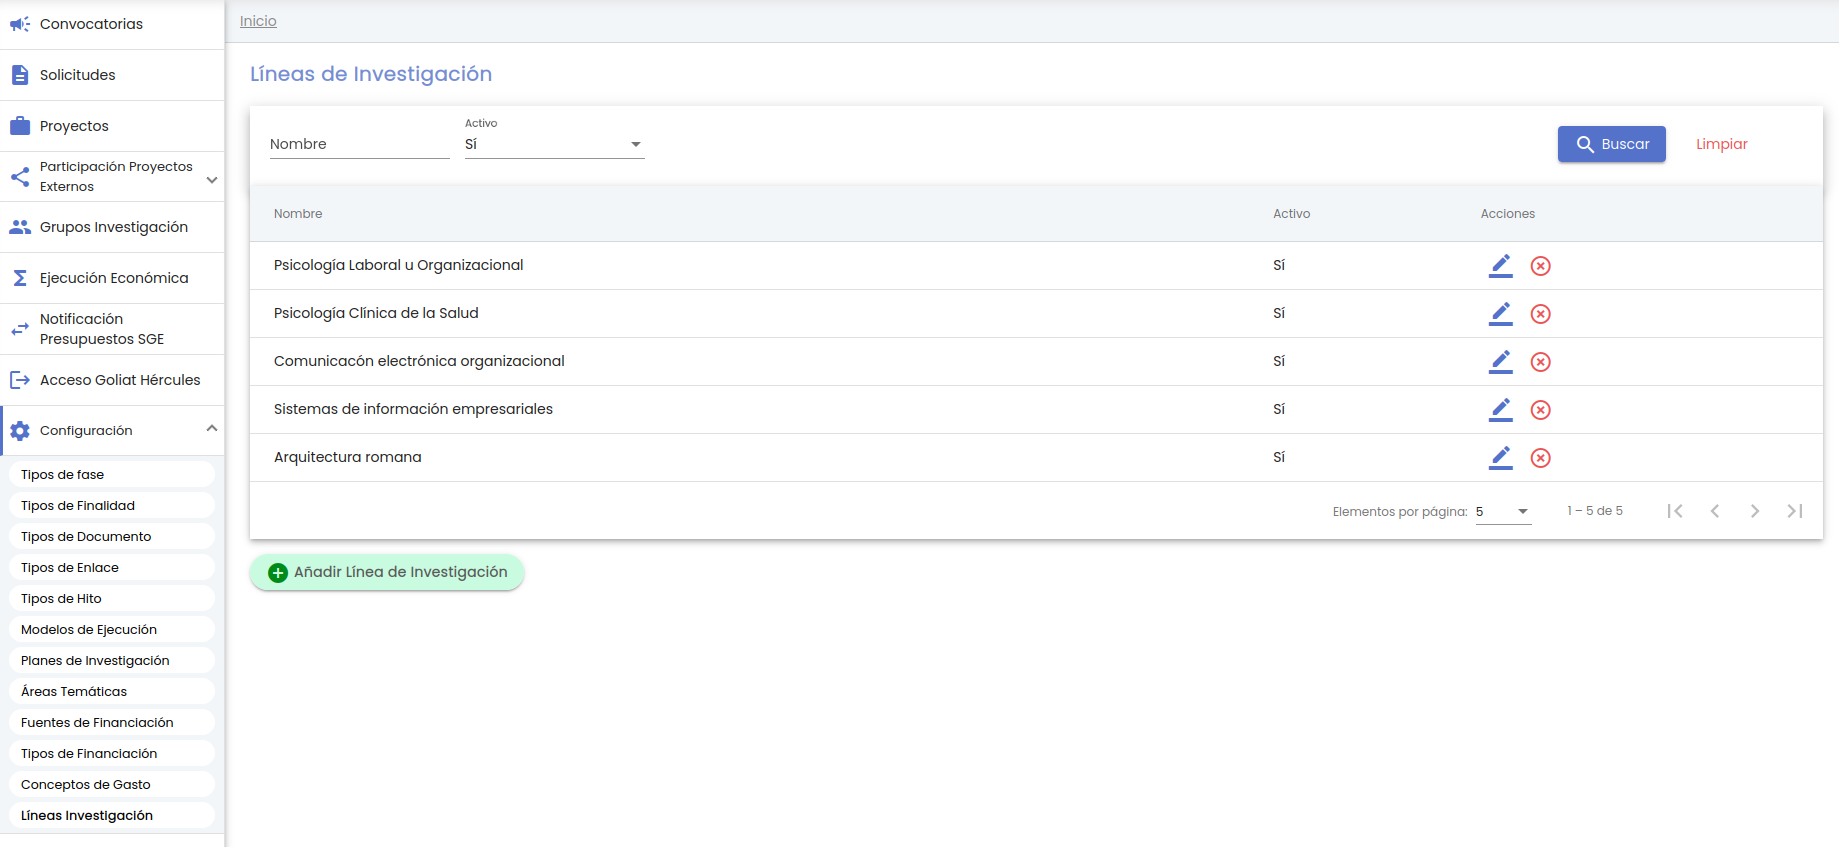 Convocatorias
Solicitudes
Proyectos
Participación Proyectos
Externos
Grupos Investigación
Ejecución Económica
Notificación
Presupuestos SGE
Acceso Goliat Hércules
Configuración
Tipos de fase
Tipos de Finalidad
Tipos de Documento
Tipos de Enlace
Tipos de Hito
Modelos de Ejecución
Planes de Investigación
Áreas Temáticas
Fuentes de Financiación
Tipos de Financiación
Conceptos de Gasto
Líneas Investigación
Inicio
Líneas de Investigación
Activo
Nombre Sí Buscar Limpiar
Nombre Activo Acciones
Psicología Laboral u Organizacional Sí
Psicología Clínica de la Salud Sí
Comunicacón electrónica organizacional Sí
Sistemas de información empresariales Sí
Arquitectura romana Sí
Elementos por página: 5 1 – 5 de 5
Añadir Línea de Investigación